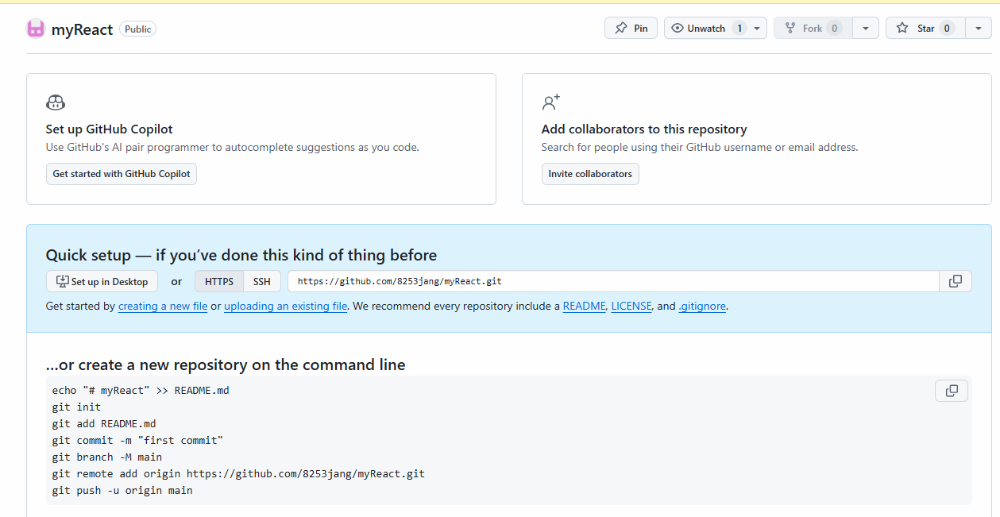 myReact Public Pin Unwatch 1 Fork 0 Star 0
Set up GitHub Copilot
Use GitHub's AI pair programmer to autocomplete suggestions as you code.
Get started with GitHub Copilot
Add collaborators to this repository
Search for people using their GitHub username or email address.
Invite collaborators
Quick setup — if you’ve done this kind of thing before
Set up in Desktop or HTTPS SSH https://github.com/8253jang/myReact.git
Get started by creating a new file or uploading an existing file. We recommend every repository include a README, LICENSE, and .gitignore.
…or create a new repository on the command line
echo "# myReact" >> README.md
git init
git add README.md
git commit -m "first commit"
git branch -M main
git remote add origin https://github.com/8253jang/myReact.git
git push -u origin main